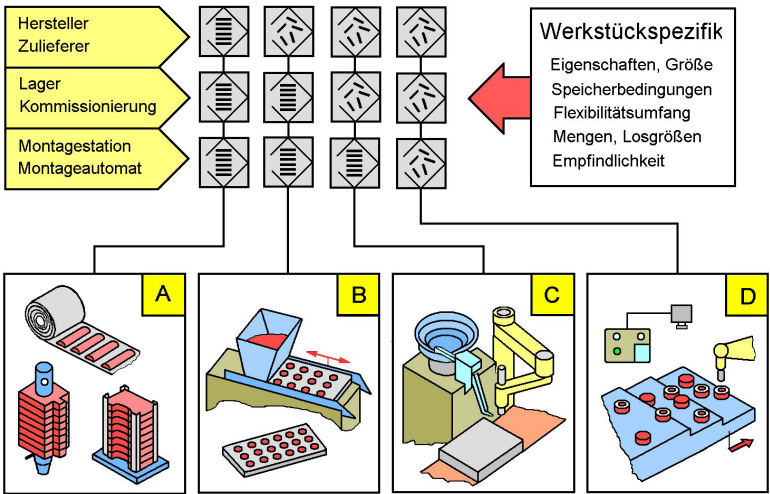 Hersteller
Zulieferer
Lager
Kommissionierung
Montagestation
Montageautomat
Werkstückspezifik
Eigenschaften, Größe
Speicherbedingungen
Flexibilitätsumfang
Mengen, Losgrößen
Empfindlichkeit
A
B
C
D